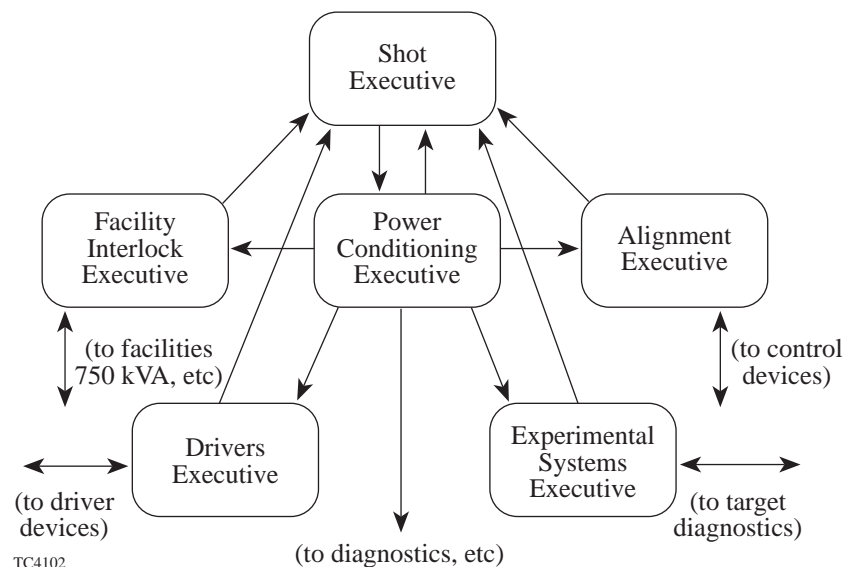 Shot
Executive
Facility
Interlock
Executive
Power
Conditioning
Executive
Alignment
Executive
(to facilities
750 kVA, etc)
(to control
devices)
Drivers
Executive
Experimental
Systems
Executive
(to driver
devices)
(to target
diagnostics)
(to diagnostics, etc)
TC4102